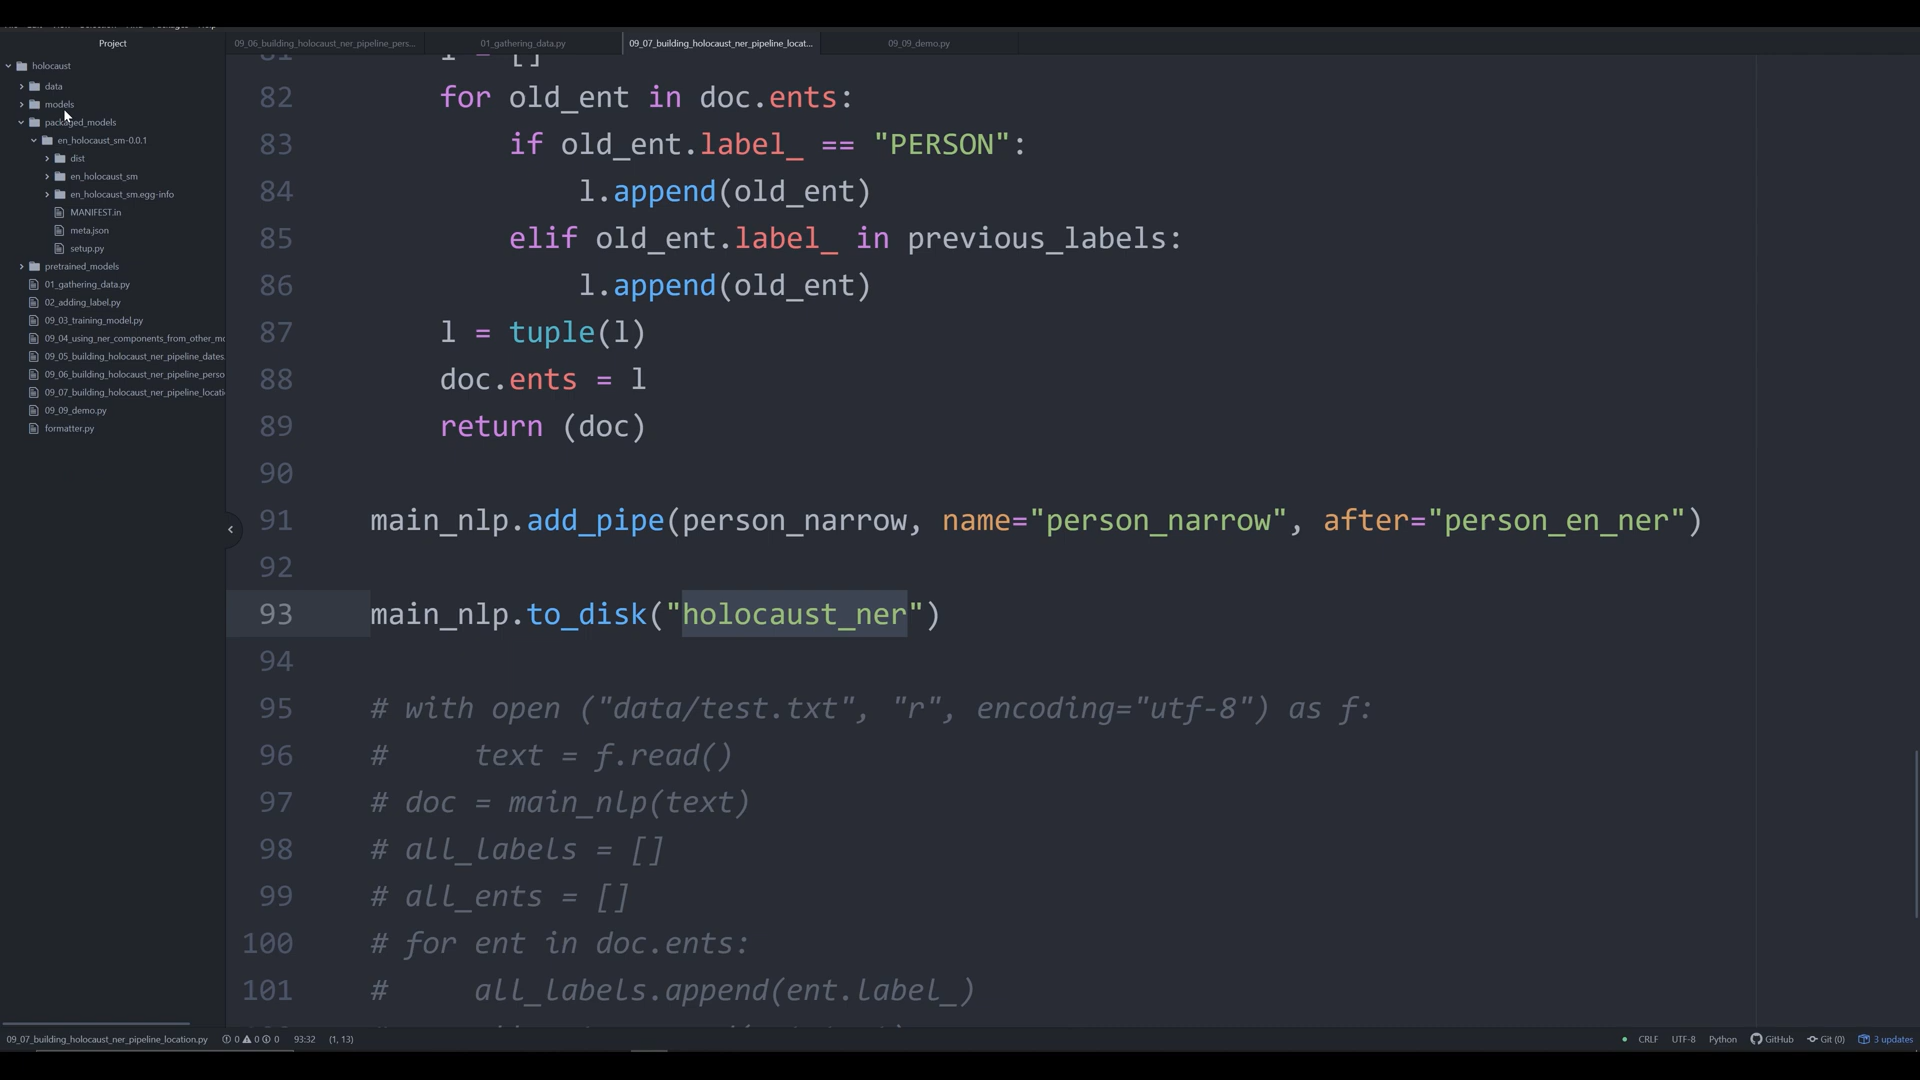 Project
holocaust
data
models
packaged_models
en_holocaust_sm-0.0.1
dist
en_holocaust_sm
en_holocaust_sm.egg-info
MANIFEST.in
meta.json
setup.py
pretrained_models
01_gathering_data.py
02_adding_label.py
09_03_training_model.py
09_04_using_ner_components_from_other_mo
09_05_building_holocaust_ner_pipeline_dates.
09_06_building_holocaust_ner_pipeline_perso
09_07_building_holocaust_ner_pipeline_locati
09_09_demo.py
formatter.py
09_06_building_holocaust_ner_pipeline_pers...
01_gathering_data.py
09_07_building_holocaust_ner_pipeline_locat...
09_09_demo.py
81 l = []
82 for old_ent in doc.ents:
83 if old_ent.label_ == "PERSON":
84 l.append(old_ent)
85 elif old_ent.label_ in previous_labels:
86 l.append(old_ent)
87 l = tuple(l)
88 doc.ents = l
89 return (doc)
90
91 main_nlp.add_pipe(person_narrow, name="person_narrow", after="person_en_ner")
92
93 main_nlp.to_disk("holocaust_ner")
94
95 # with open ("data/test.txt", "r", encoding="utf-8") as f:
96 # text = f.read()
97 # doc = main_nlp(text)
98 # all_labels = []
99 # all_ents = []
100 # for ent in doc.ents:
101 # all_labels.append(ent.label_)
09_07_building_holocaust_ner_pipeline_location.py 0 0 0 93:32 (1, 13)
CRLF UTF-8 Python GitHub Git (0) 3 updates